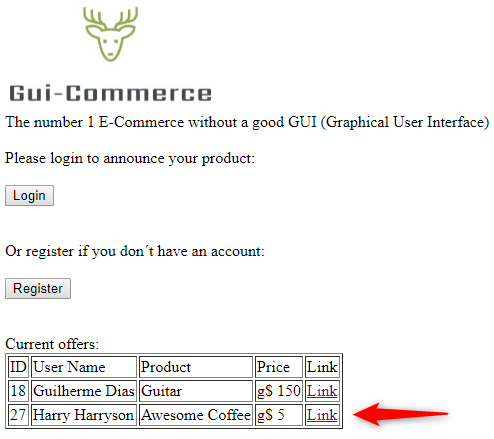 Gui-Commerce
The number 1 E-Commerce without a good GUI (Graphical User Interface)
Please login to announce your product:
Login
Or register if you don´t have an account:
Register
Current offers:
ID User Name Product Price Link
18 Guilherme Dias Guitar g$ 150 Link
27 Harry Harryson Awesome Coffee g$ 5 Link